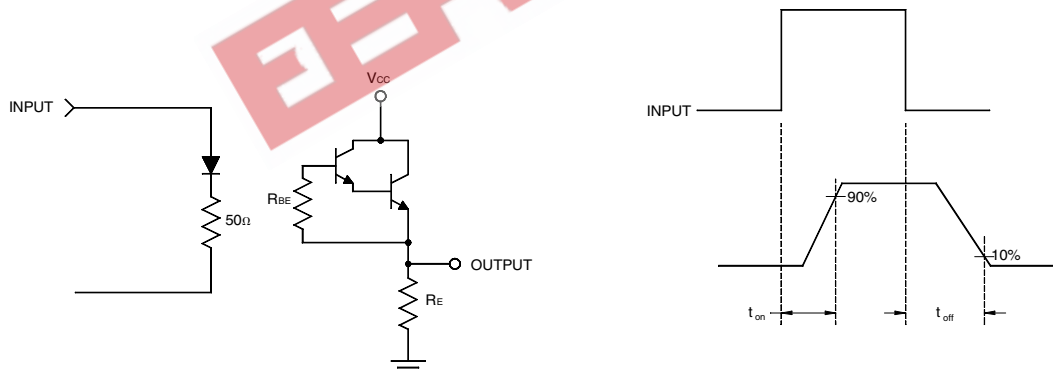 INPUT
50Ω
VCC
RBE
OUTPUT
RE
INPUT
90%
10%
ton
toff